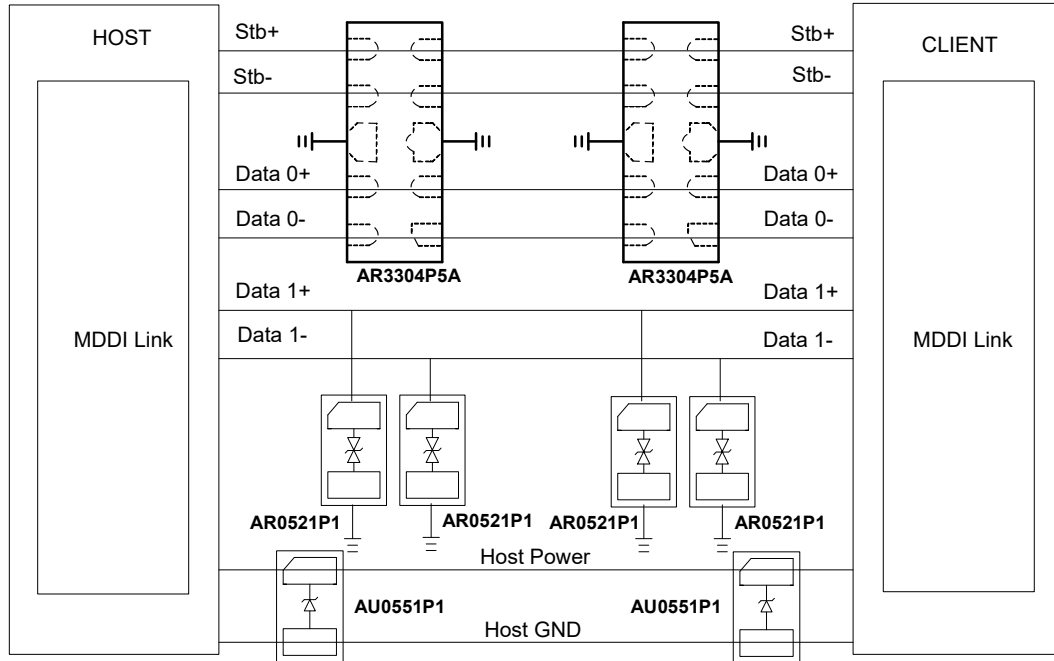 HOST
Stb+
Stb+
CLIENT
Stb-
Stb-
Data 0+
Data 0+
Data 0-
Data 0-
AR3304P5A
AR3304P5A
Data 1+
Data 1+
Data 1-
Data 1-
MDDI Link
MDDI Link
AR0521P1
AR0521P1
AR0521P1
AR0521P1
Host Power
AU0551P1
AU0551P1
Host GND